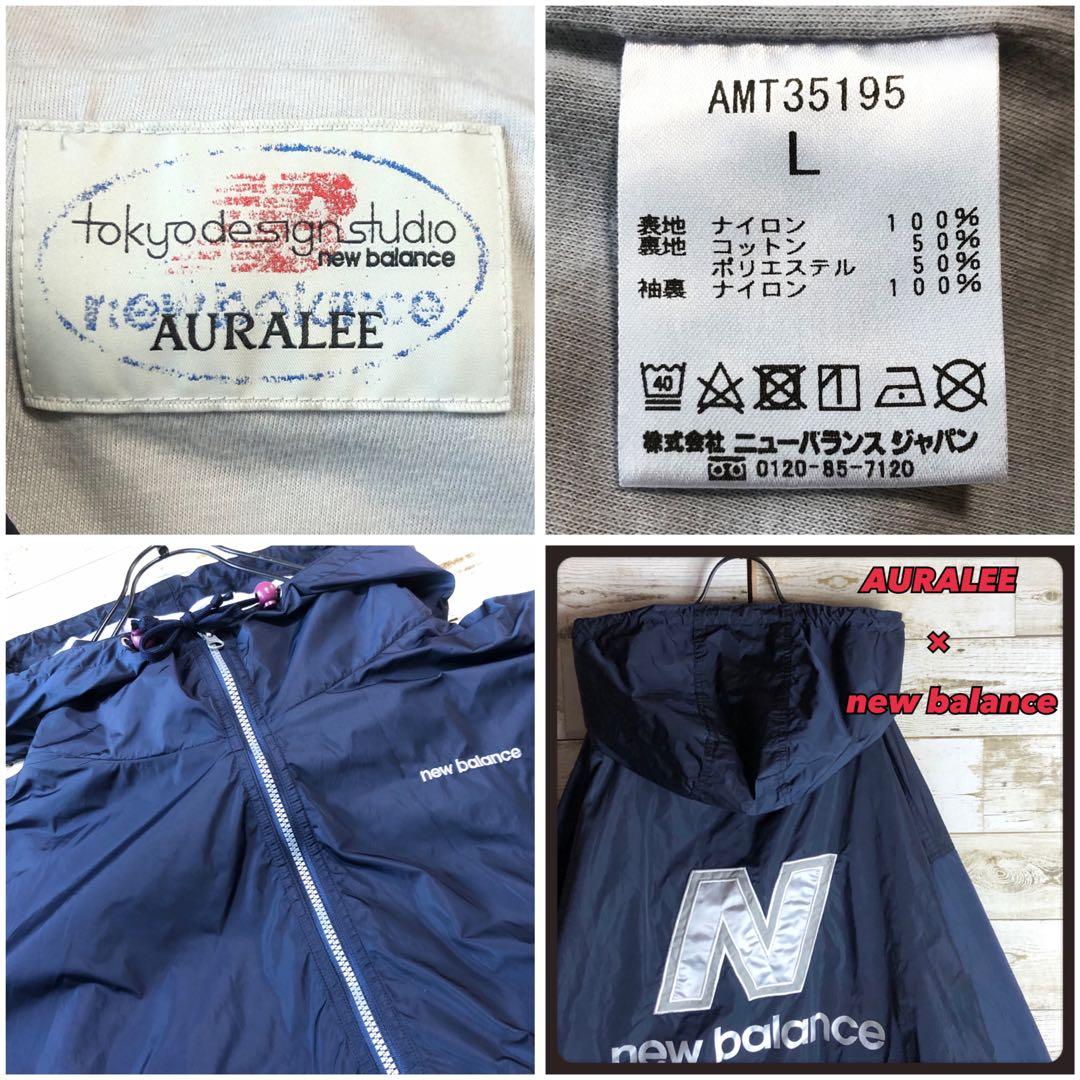 tokyodesignstudio
new balance
new balance
AURALEE
AMT35195
L
表地 ナイロン 100%
裏地 コットン 50%
ポリエステル 50%
袖裏 ナイロン 100%
40
株式会社 ニューバランス ジャパン
0120-85-7120
new balance
AURALEE
×
new balance
N
new balance